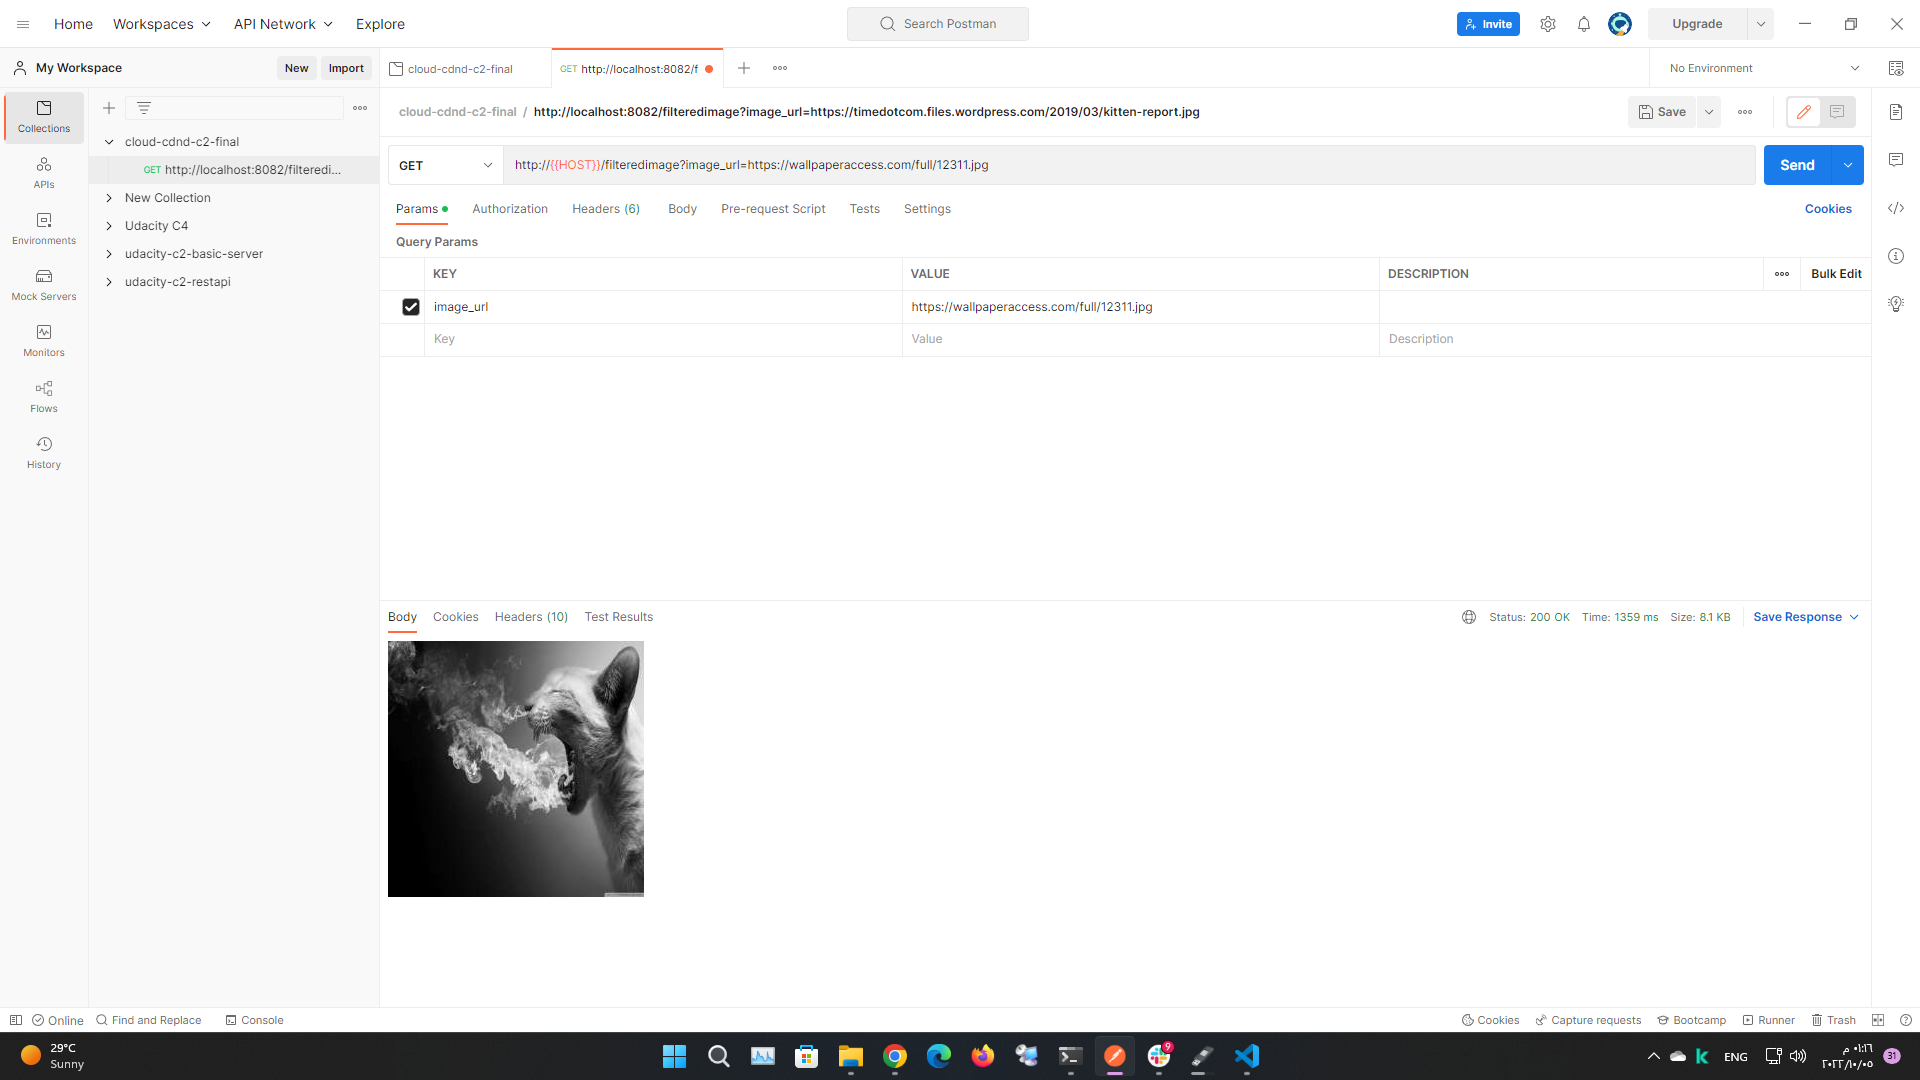 Home
Workspaces
API Network
Explore
Search Postman
Invite
Upgrade
My Workspace
New
Import
cloud-cdnd-c2-final
GET http://localhost:8082/f
No Environment
Collections
APIs
Environments
Mock Servers
Monitors
Flows
History
cloud-cdnd-c2-final
GET http://localhost:8082/filteredi...
New Collection
Udacity C4
udacity-c2-basic-server
udacity-c2-restapi
cloud-cdnd-c2-final / http://localhost:8082/filteredimage?image_url=https://timedotcom.files.wordpress.com/2019/03/kitten-report.jpg
Save
GET
http://{{HOST}}/filteredimage?image_url=https://wallpaperaccess.com/full/12311.jpg
Send
Params
Authorization
Headers (6)
Body
Pre-request Script
Tests
Settings
Cookies
Query Params
KEY
VALUE
DESCRIPTION
Bulk Edit
image_url
https://wallpaperaccess.com/full/12311.jpg
Key
Value
Description
Body
Cookies
Headers (10)
Test Results
Status: 200 OK
Time: 1359 ms
Size: 8.1 KB
Save Response
Online
Find and Replace
Console
Cookies
Capture requests
Bootcamp
Runner
Trash
29°C
Sunny
9
ENG
٠١:١٦ م
٢٠٢٢/١٠/٠٥
31